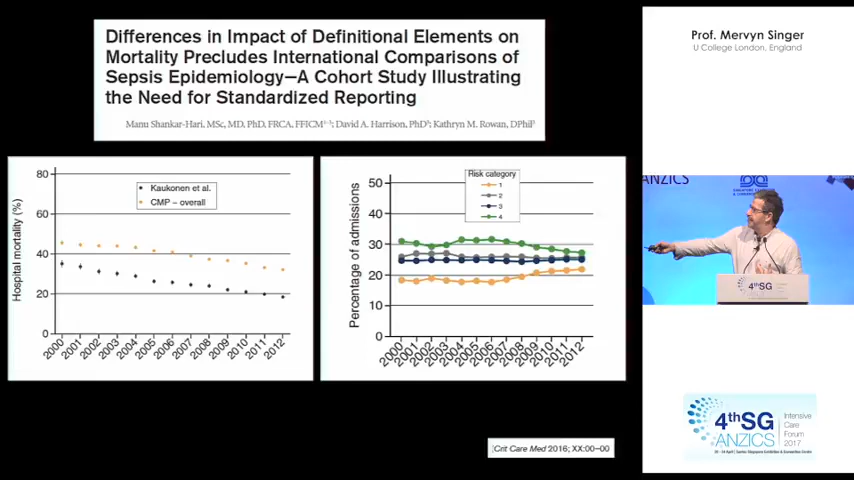 Differences in Impact of Definitional Elements on
Mortality Precludes International Comparisons of
Sepsis Epidemiology—A Cohort Study Illustrating
the Need for Standardized Reporting
Manu Shankar-Hari, MSc, MD, PhD, FRCA, FFICM; David A. Harrison, PhD; Kathryn M. Rowan, DPhil
Prof. Mervyn Singer
U College London, England
Hospital mortality (%)
80
60
40
20
0
Kaukonen et al.
CMP – overall
2000
2001
2002
2003
2004
2005
2006
2007
2008
2009
2010
2011
2012
Percentage of admissions
50
40
30
20
10
0
Risk category
1
2
3
4
2000
2001
2002
2003
2004
2005
2006
2007
2008
2009
2010
2011
2012
ANZICS
4thSG
4thSG
ANZICS
Intensive
Care
Forum
2017
Crit Care Med 2016; XX:00–00